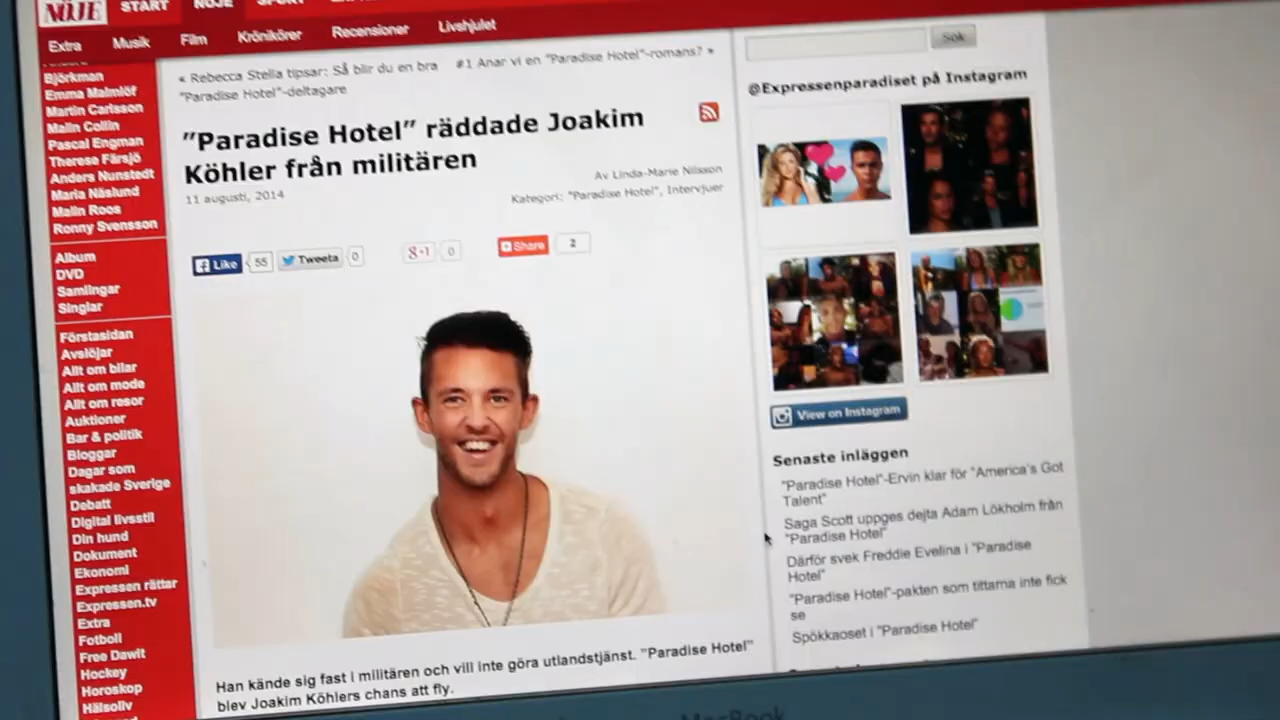 NÖJE
START
NÖJE
SPORT
Extra
Musik
Film
Krönikörer
Recensioner
Livshjulet
Björkman
Emma Malmlöf
Martin Carlsson
Malin Collin
Pascal Engman
Therese Färsjö
Anders Nunstedt
Maria Näslund
Malin Roos
Ronny Svensson
Album
DVD
Samlingar
Singlar
Förstasidan
Avslöjar
Allt om bilar
Allt om mode
Allt om resor
Auktioner
Bar & politik
Bloggar
Dagar som
skakade Sverige
Debatt
Digital livsstil
Din hund
Dokument
Ekonomi
Expressen rättar
Expressen.tv
Extra
Fotboll
Free Dawit
Hockey
Horoskop
Hälsoliv
« Rebecca Stella tipsar: Så blir du en bra
"Paradise Hotel"-deltagare
#1 Anar vi en "Paradise Hotel"-romans? »
"Paradise Hotel" räddade Joakim
Köhler från militären
11 augusti, 2014
Av Linda-Marie Nilsson
Kategori: "Paradise Hotel", Intervjuer
Like 55
Tweeta 0
g+1 0
Share 2
Han kände sig fast i militären och vill inte göra utlandstjänst. "Paradise Hotel"
blev Joakim Köhlers chans att fly.
Sök
@Expressenparadiset på Instagram
View on Instagram
Senaste inläggen
"Paradise Hotel"-Ervin klar för "America's Got
Talent"
Saga Scott uppges dejta Adam Lökholm från
"Paradise Hotel"
Därför svek Freddie Evelina i "Paradise
Hotel"
"Paradise Hotel"-pakten som tittarna inte fick
se
Spökkaoset i "Paradise Hotel"
MacBook